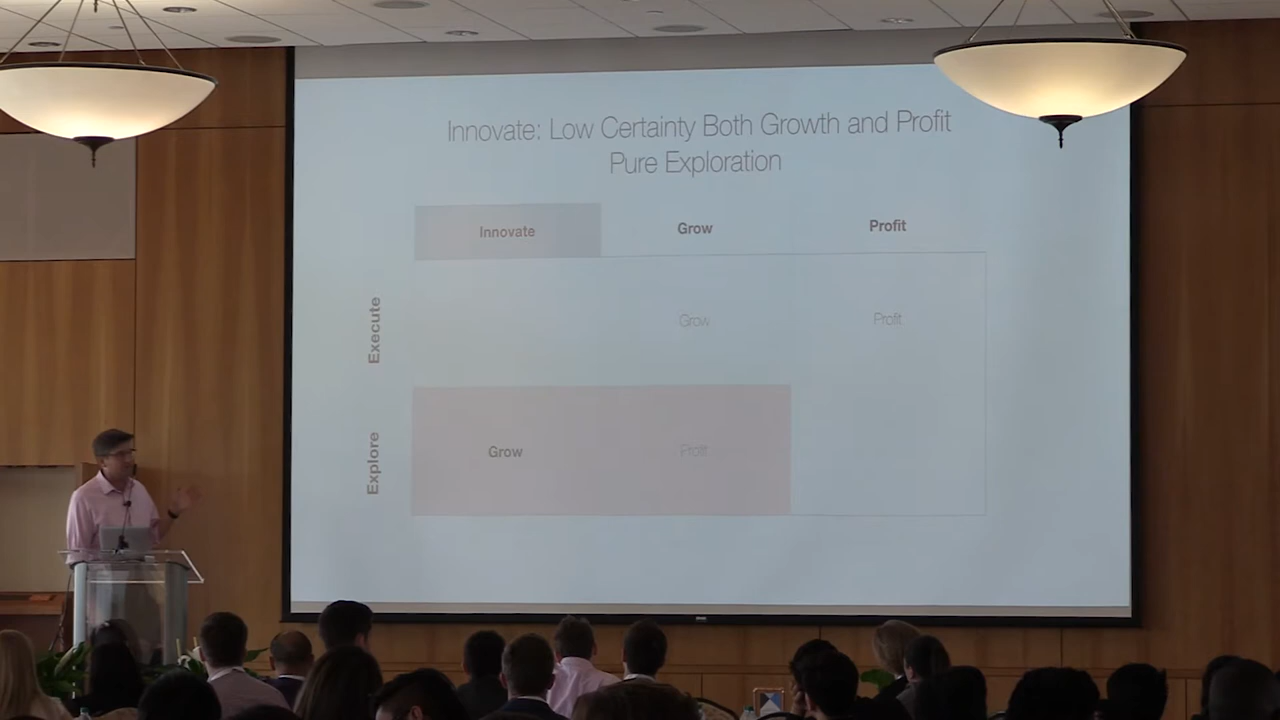 Innovate: Low Certainty Both Growth and Profit
Pure Exploration
Innovate Grow Profit
Execute Grow Profit
Explore Grow Profit